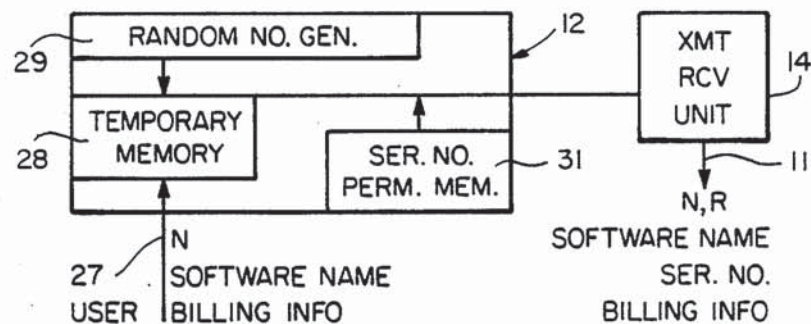 RANDOM NO. GEN.
29
12
XMT
RCV
UNIT
14
TEMPORARY
MEMORY
28
SER. NO.
PERM. MEM.
31
11
N
27
SOFTWARE NAME
USER BILLING INFO
N,R
SOFTWARE NAME
SER. NO.
BILLING INFO